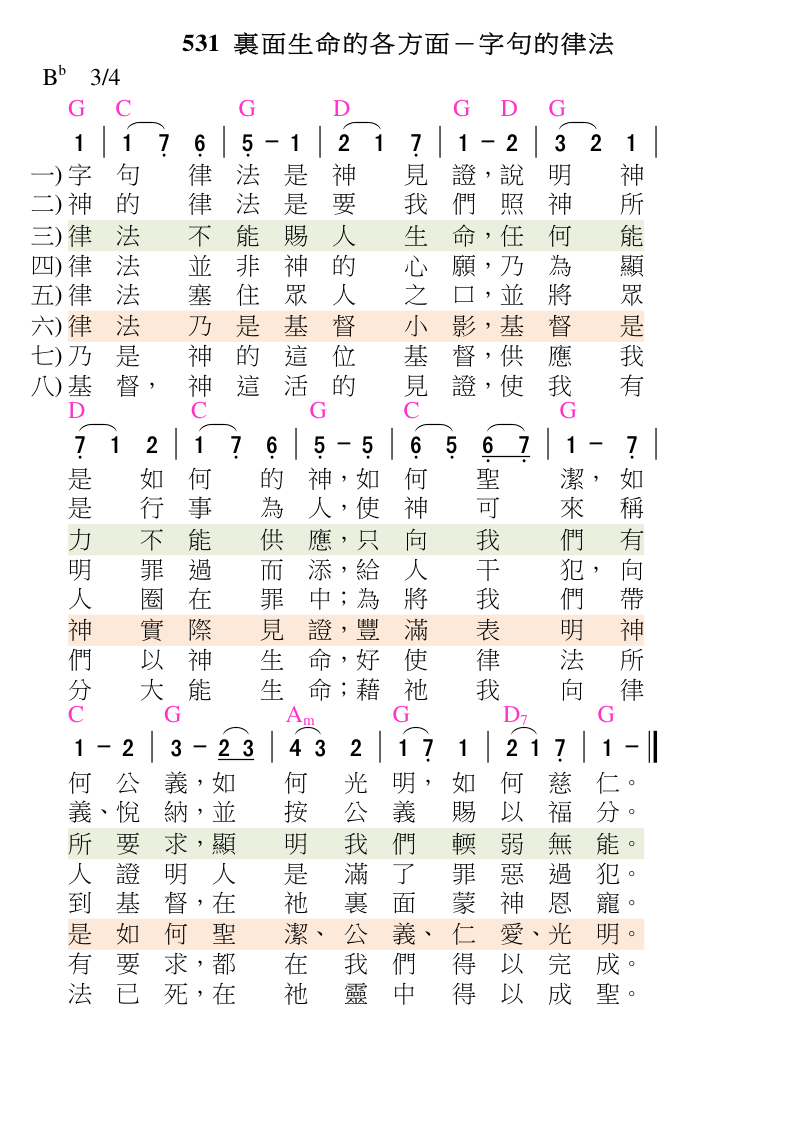 531 裏面生命的各方面－字句的律法
Bb 3/4
G C G D G D G
1 | 1 7 6 | 5 - 1 | 2 1 7 | 1 - 2 | 3 2 1 |
一) 字 句 律 法 是 神 見 證，說 明 神
二) 神 的 律 法 是 要 我 們 照 神 所
三) 律 法 不 能 賜 人 生 命，任 何 能
四) 律 法 並 非 神 的 心 願，乃 為 顯
五) 律 法 塞 住 眾 人 之 口，並 將 眾
六) 律 法 乃 是 基 督 小 影，基 督 是
七) 乃 是 神 的 這 位 基 督，供 應 我
八) 基 督， 神 這 活 的 見 證，使 我 有
D C G C G
7 1 2 | 1 7 6 | 5 - 5 | 6 5 6 7 | 1 - 7 |
是 如 何 的 神，如 何 聖 潔，如
是 行 事 為 人，使 神 可 來 稱
力 不 能 供 應，只 向 我 們 有
明 罪 過 而 添，給 人 干 犯，向
人 圈 在 罪 中；為 將 我 們 帶
神 實 際 見 證，豐 滿 表 明 神
們 以 神 生 命，好 使 律 法 所
分 大 能 生 命；藉 祂 我 向 律
C G Am G D7 G
1 - 2 | 3 - 2 3 | 4 3 2 | 1 7 1 | 2 1 7 | 1 - ‖
何 公 義，如 何 光 明，如 何 慈 仁。
義、悅 納，並 按 公 義 賜 以 福 分。
所 要 求，顯 明 我 們 輭 弱 無 能。
人 證 明 人 是 滿 了 罪 惡 過 犯。
到 基 督，在 祂 裏 面 蒙 神 恩 寵。
是 如 何 聖 潔、公 義、仁 愛、光 明。
有 要 求，都 在 我 們 得 以 完 成。
法 已 死，在 祂 靈 中 得 以 成 聖。